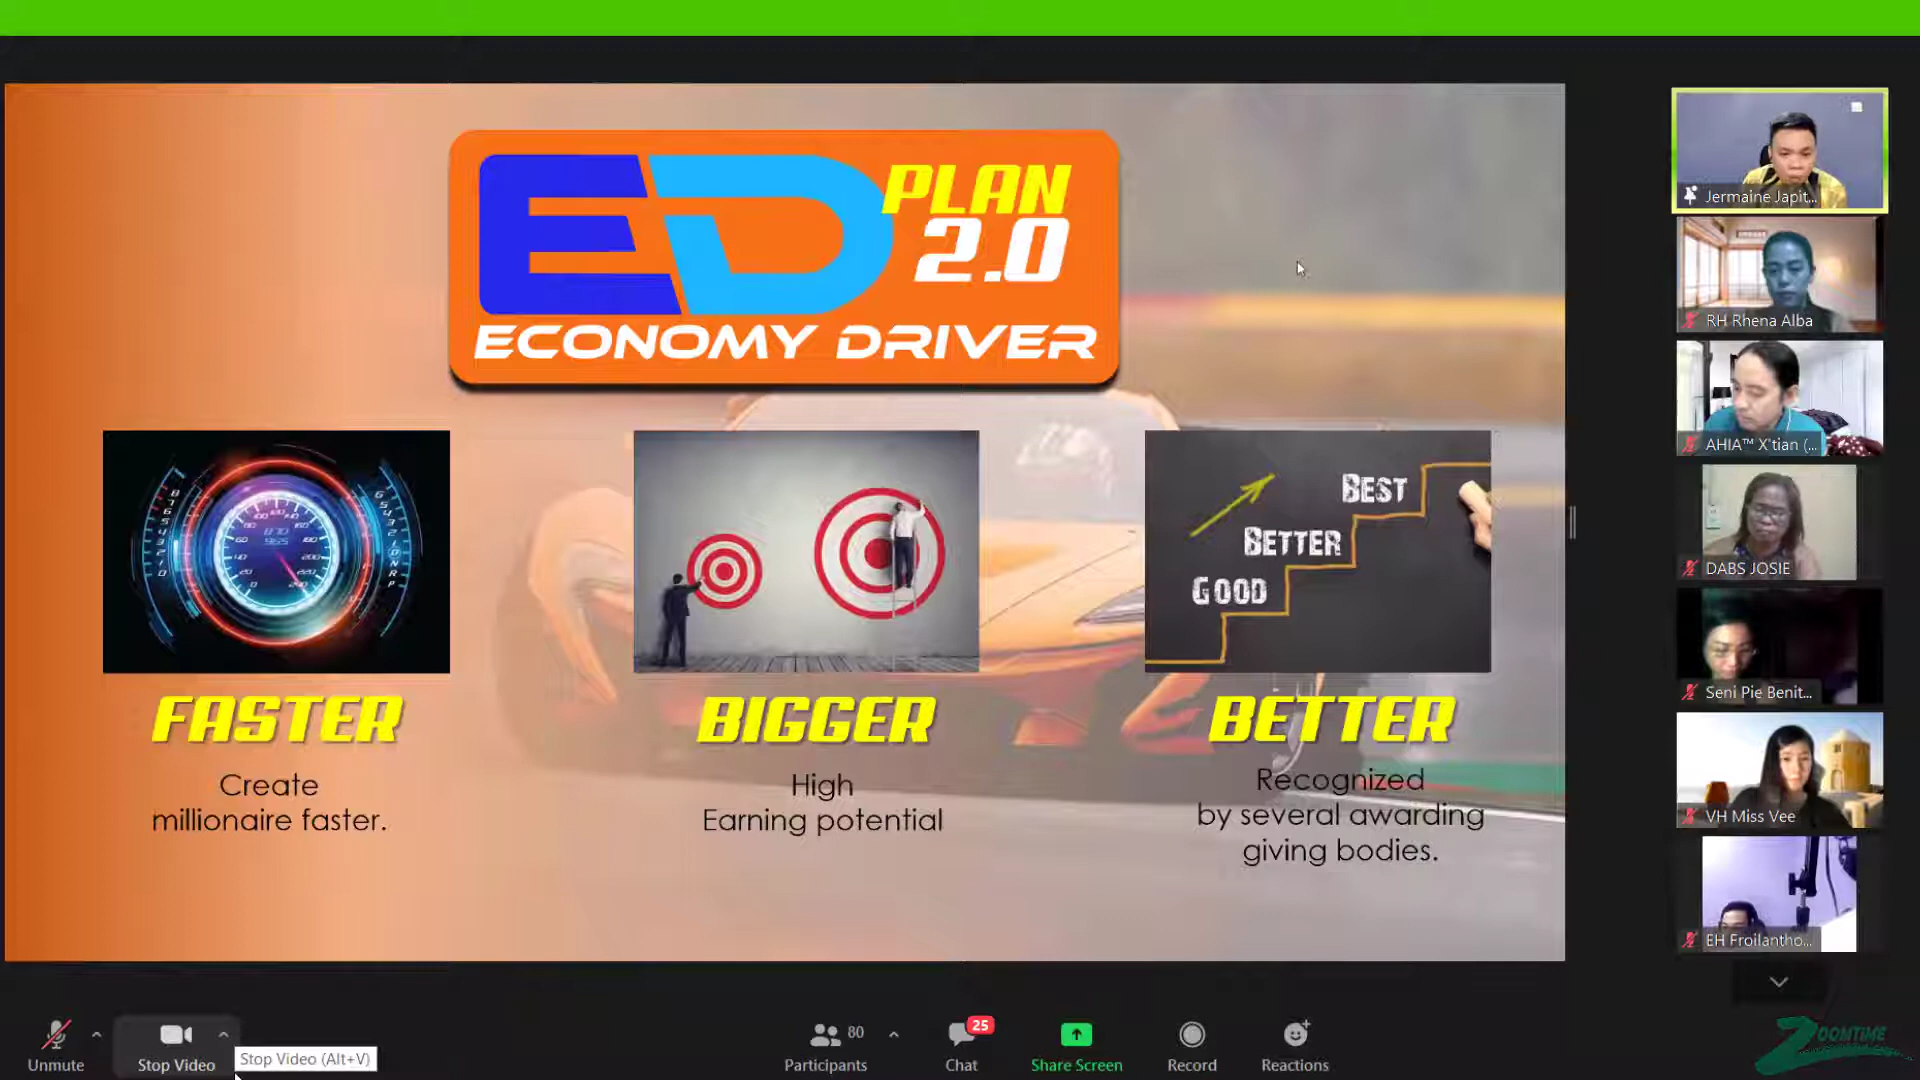 ED PLAN
2.0
ECONOMY DRIVER
GOOD
BETTER
BEST
FASTER
Create
millionaire faster.
BIGGER
High
Earning potential
BETTER
Recognized
by several awarding
giving bodies.
Jermaine Japit...
RH Rhena Alba
AHIA™ X'tian (...
DABS JOSIE
Seni Pie Benit...
VH Miss Vee
EH Froilantho...
Unmute
Stop Video
Stop Video (Alt+V)
80
Participants
25
Chat
Share Screen
Record
Reactions
ZOOMTIME